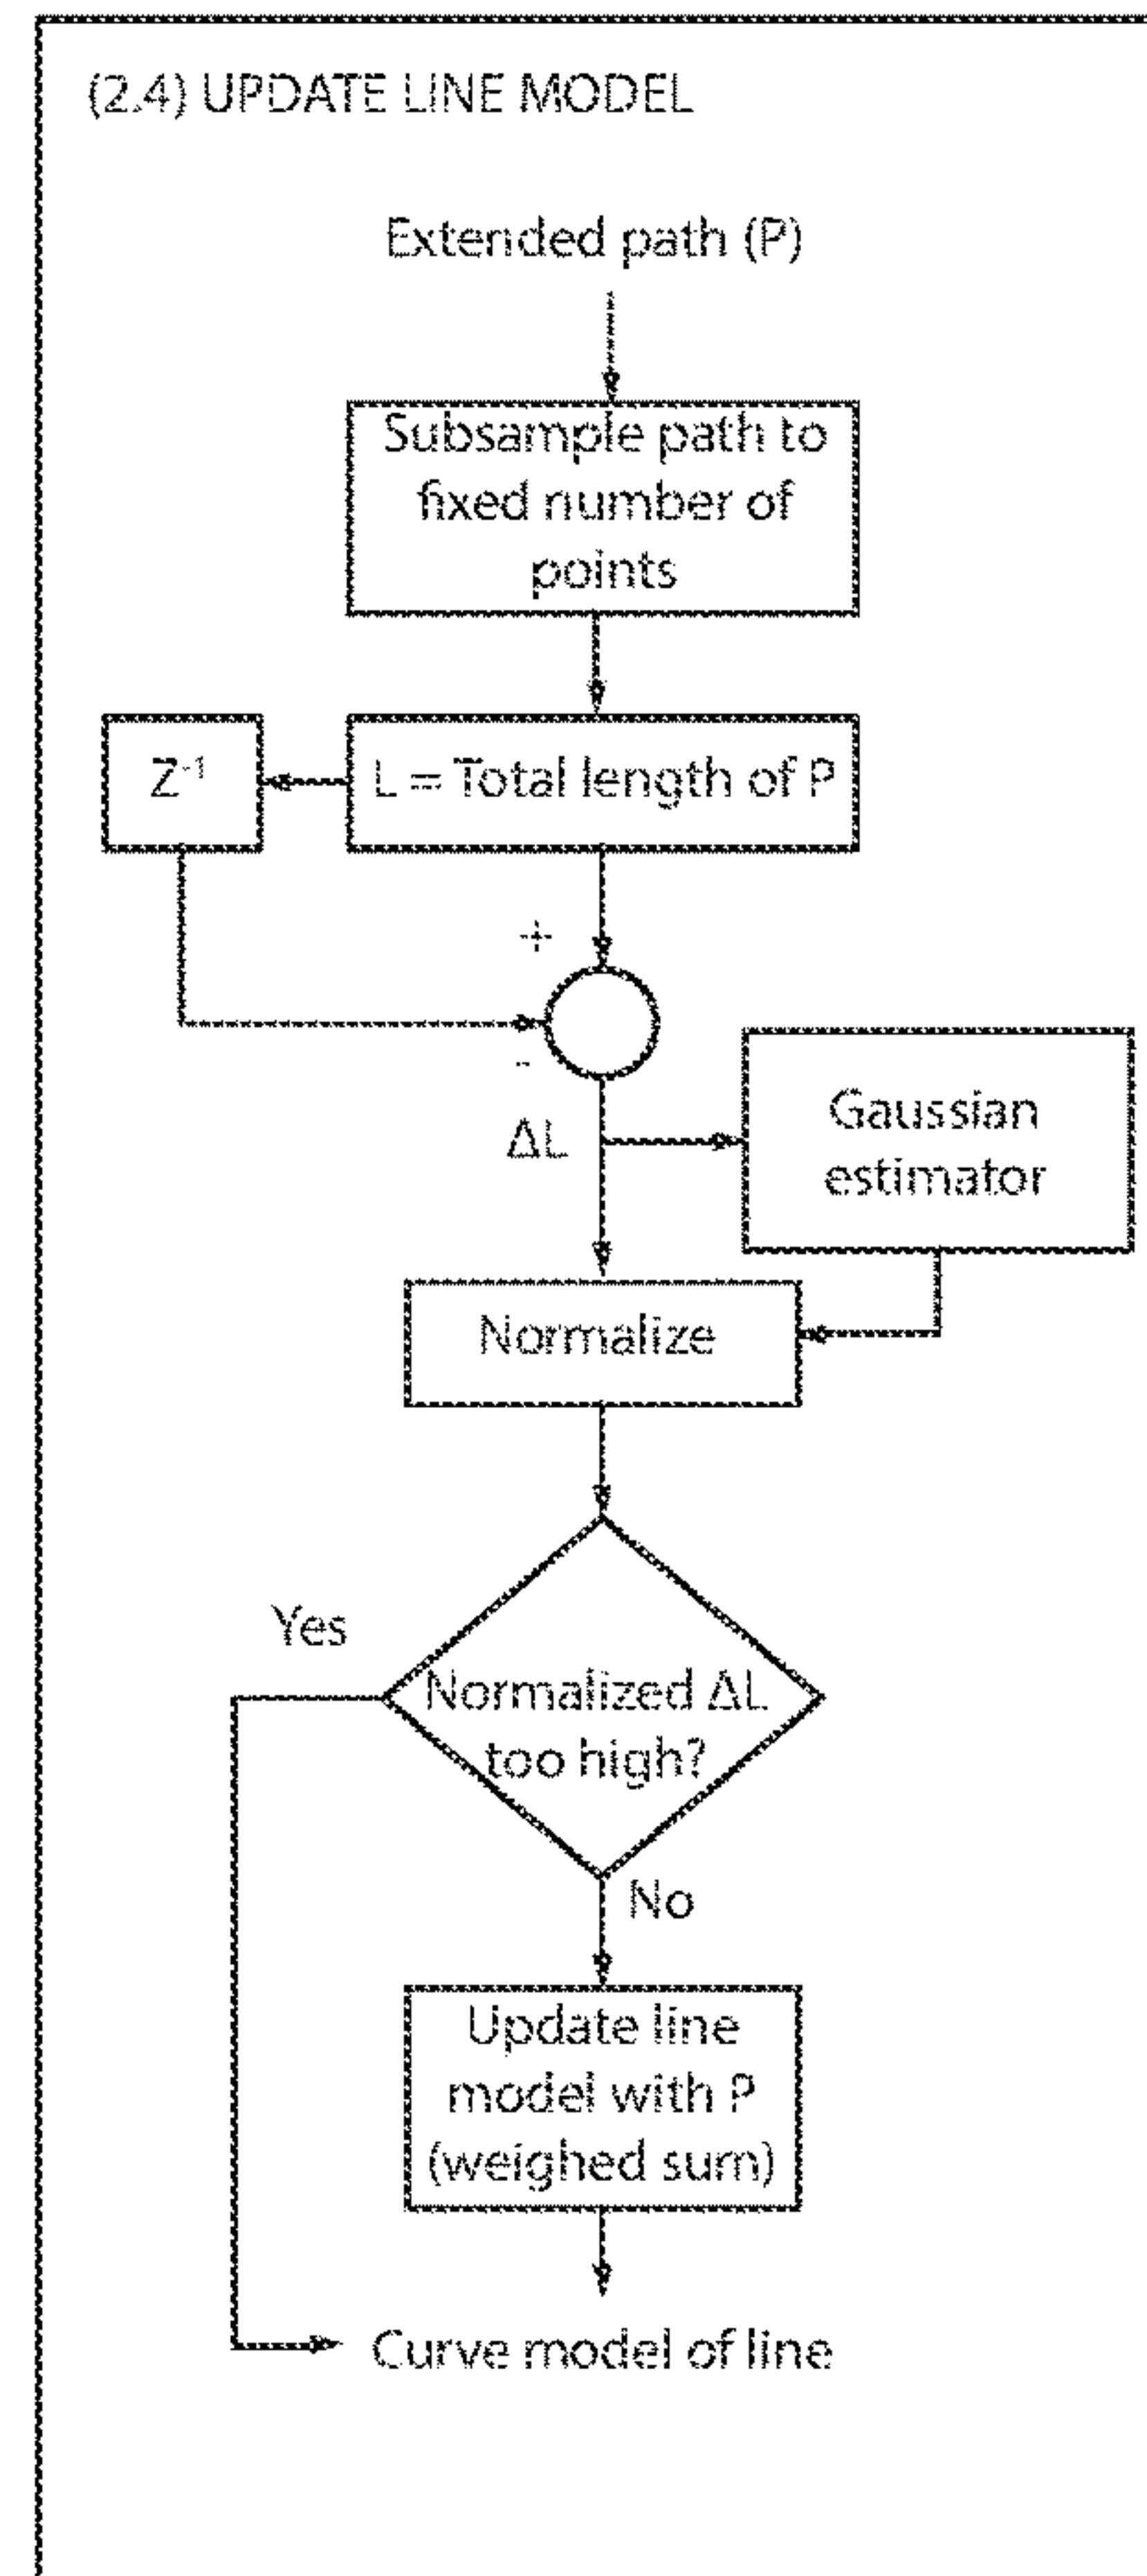 (2.4) UPDATE LINE MODEL
Extended path (P)
Subsample path to
fixed number of
points
Z-1
L = Total length of P
+
-
ΔL
Gaussian
estimator
Normalize
Yes
Normalized ΔL
too high?
No
Update line
model with P
(weighed sum)
Curve model of line